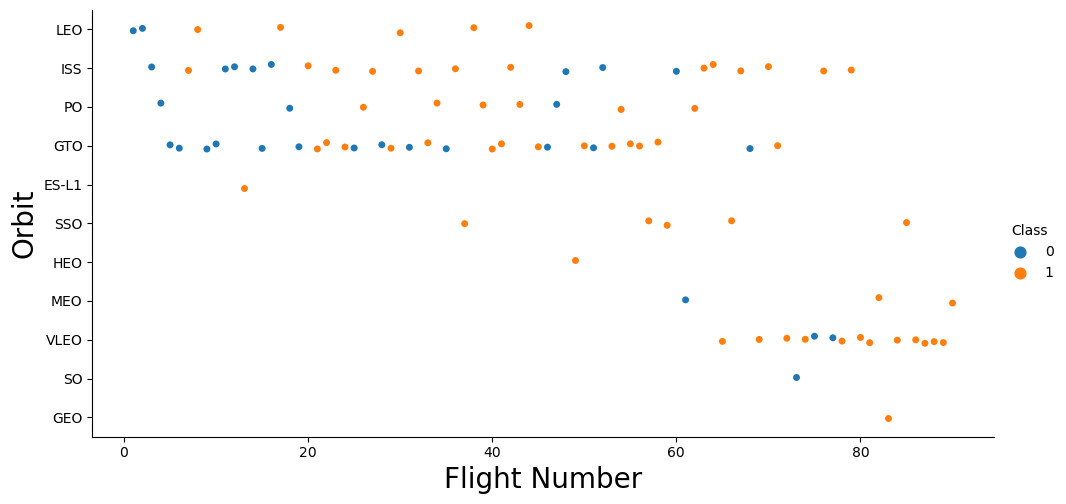 LEO
ISS
PO
GTO
ES-L1
SSO
HEO
MEO
VLEO
SO
GEO
Orbit
0
20
40
60
80
Flight Number
Class
0
1